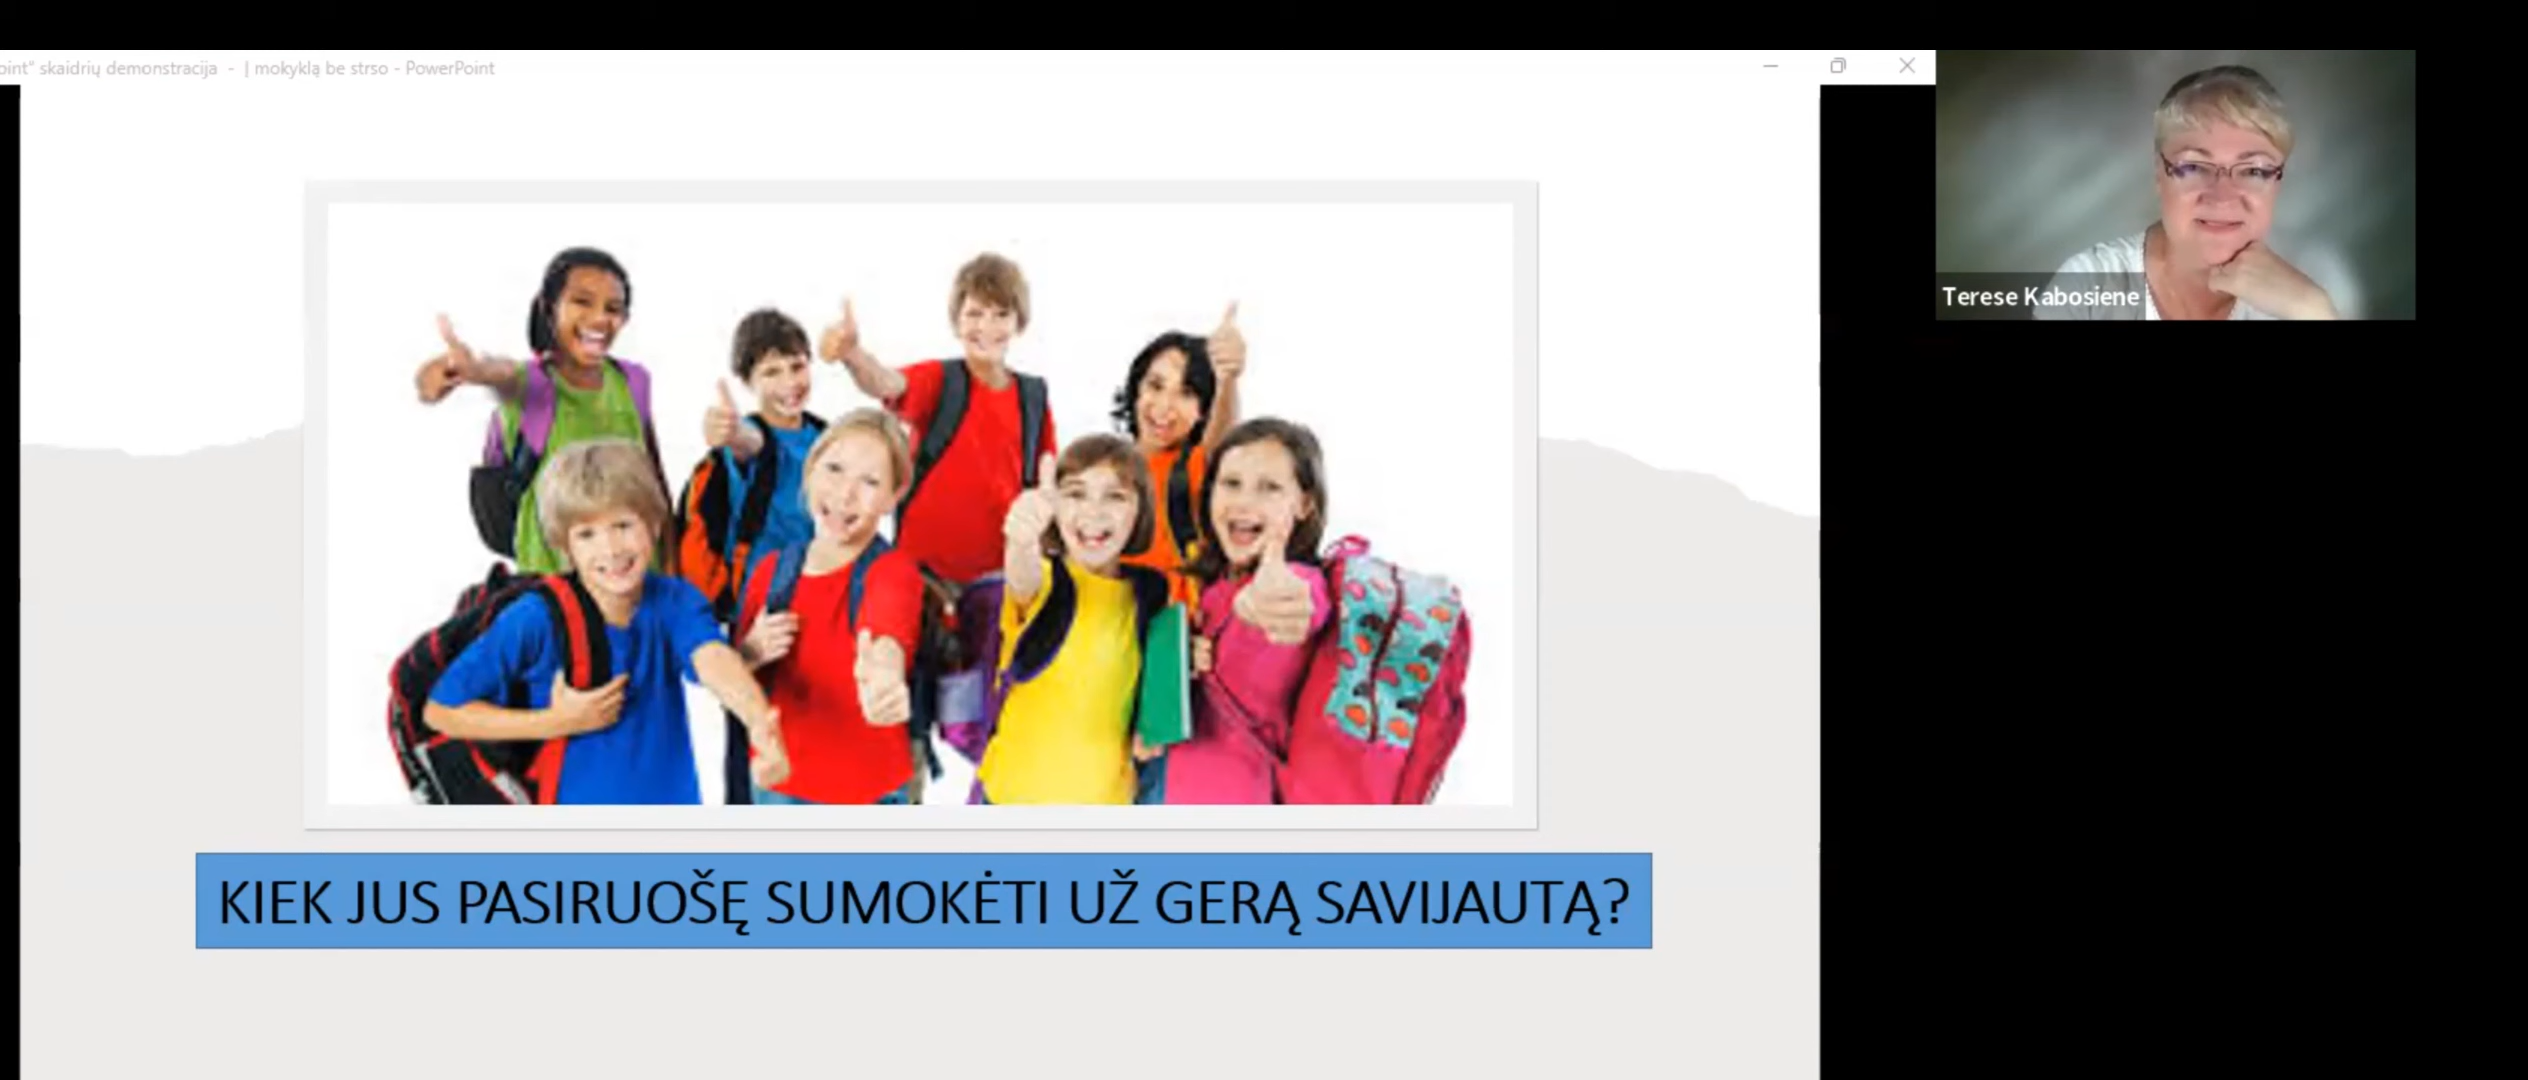 oint“ skaidrių demonstracija - Į mokyklą be strso - PowerPoint
Terese Kabosiene
KIEK JUS PASIRUOŠĘ SUMOKĖTI UŽ GERĄ SAVIJAUTĄ?